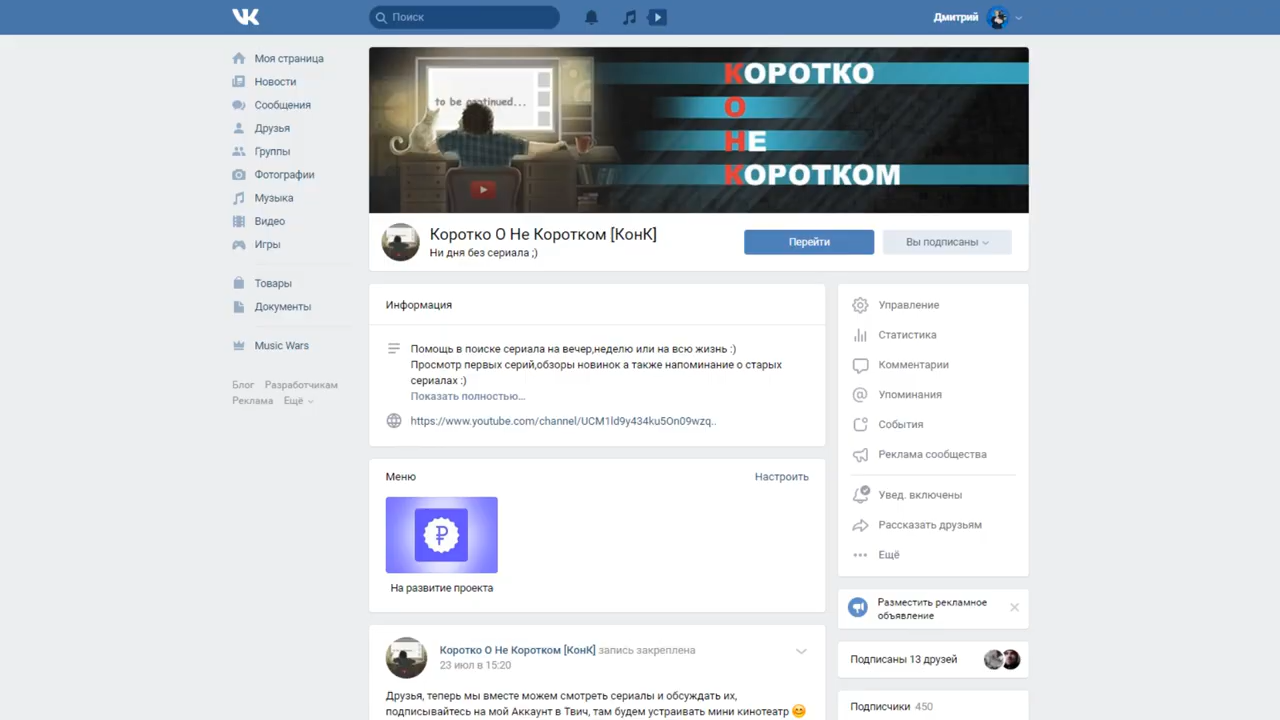 Поиск
Дмитрий
Моя страница
Новости
Сообщения
Друзья
Группы
Фотографии
Музыка
Видео
Игры
Товары
Документы
Music Wars
Блог Разработчикам
Реклама Ещё
to be continued...
КОРОТКО
О
НЕ
КОРОТКОМ
Коротко О Не Коротком [КонК]
Ни дня без сериала ;)
Перейти
Вы подписаны
Информация
Помощь в поиске сериала на вечер,неделю или на всю жизнь :)
Просмотр первых серий,обзоры новинок а также напоминание о старых
сериалах :)
Показать полностью...
https://www.youtube.com/channel/UCM1ld9y434ku5On09wzq..
Меню
Настроить
₽
На развитие проекта
Коротко О Не Коротком [КонК] запись закреплена
23 июл в 15:20
Друзья, теперь мы вместе можем смотреть сериалы и обсуждать их,
подписывайтесь на мой Аккаунт в Твич, там будем устраивать мини кинотеатр 😊
Управление
Статистика
Комментарии
Упоминания
События
Реклама сообщества
Увед. включены
Рассказать друзьям
Ещё
Разместить рекламное
объявление
Подписаны 13 друзей
Подписчики 450